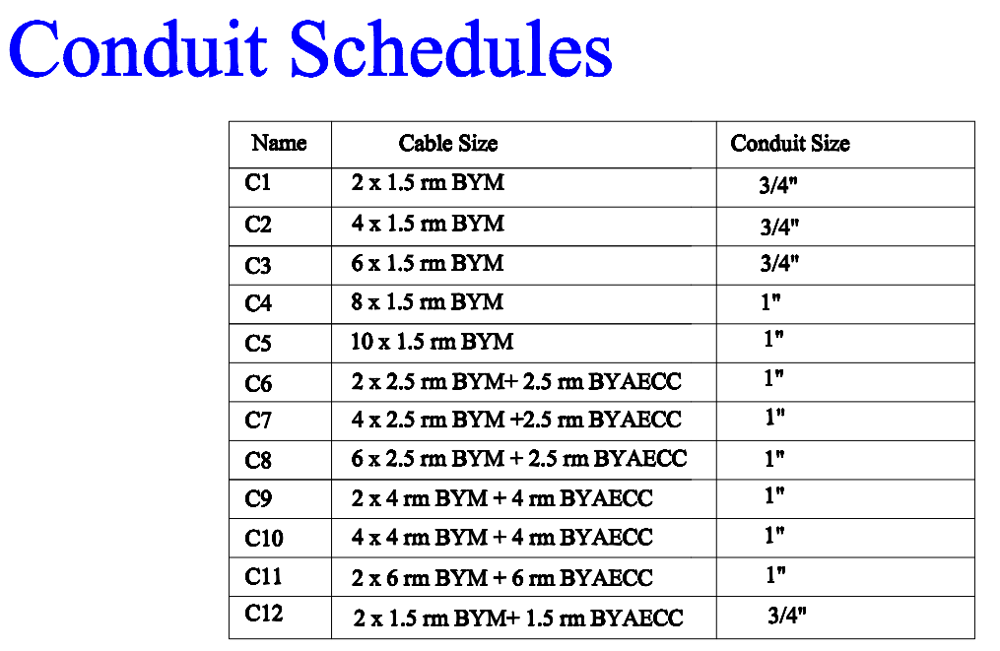 Conduit Schedules
Name Cable Size Conduit Size
C1 2 x 1.5 rm BYM 3/4"
C2 4 x 1.5 rm BYM 3/4"
C3 6 x 1.5 rm BYM 3/4"
C4 8 x 1.5 rm BYM 1"
C5 10 x 1.5 rm BYM 1"
C6 2 x 2.5 rm BYM+ 2.5 rm BYAECC 1"
C7 4 x 2.5 rm BYM +2.5 rm BYAECC 1"
C8 6 x 2.5 rm BYM + 2.5 rm BYAECC 1"
C9 2 x 4 rm BYM + 4 rm BYAECC 1"
C10 4 x 4 rm BYM + 4 rm BYAECC 1"
C11 2 x 6 rm BYM + 6 rm BYAECC 1"
C12 2 x 1.5 rm BYM+ 1.5 rm BYAECC 3/4"